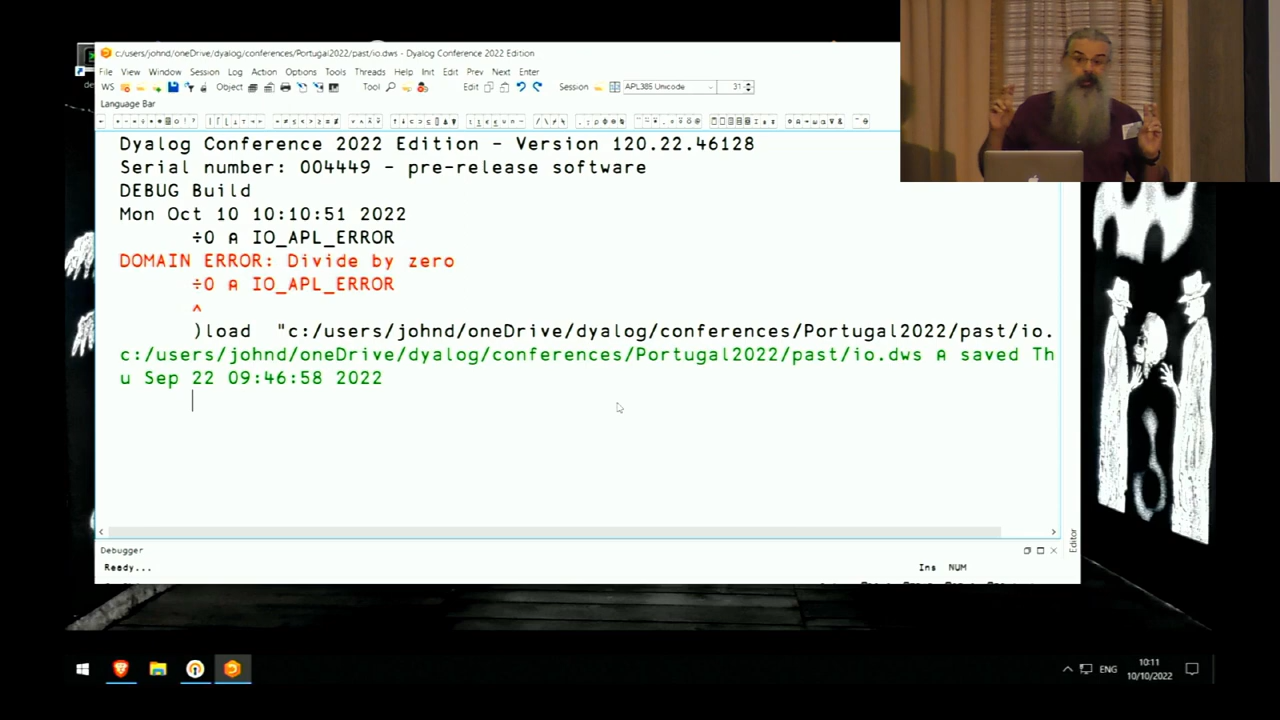 c:/users/johnd/oneDrive/dyalog/conferences/Portugal2022/past/io.dws - Dyalog Conference 2022 Edition
File View Window Session Log Action Options Tools Threads Help Init Edit Prev Next Enter
WS Object Tool Edit Session APL385 Unicode 31
Language Bar
Dyalog Conference 2022 Edition - Version 120.22.46128
Serial number: 004449 - pre-release software
DEBUG Build
Mon Oct 10 10:10:51 2022
÷0 ⍝ IO_APL_ERROR
DOMAIN ERROR: Divide by zero
÷0 ⍝ IO_APL_ERROR
^
)load "c:/users/johnd/oneDrive/dyalog/conferences/Portugal2022/past/io.
c:/users/johnd/oneDrive/dyalog/conferences/Portugal2022/past/io.dws ⍝ saved Th
u Sep 22 09:46:58 2022
Editor
Debugger
Ready...
Ins NUM
ENG
10:11
10/10/2022